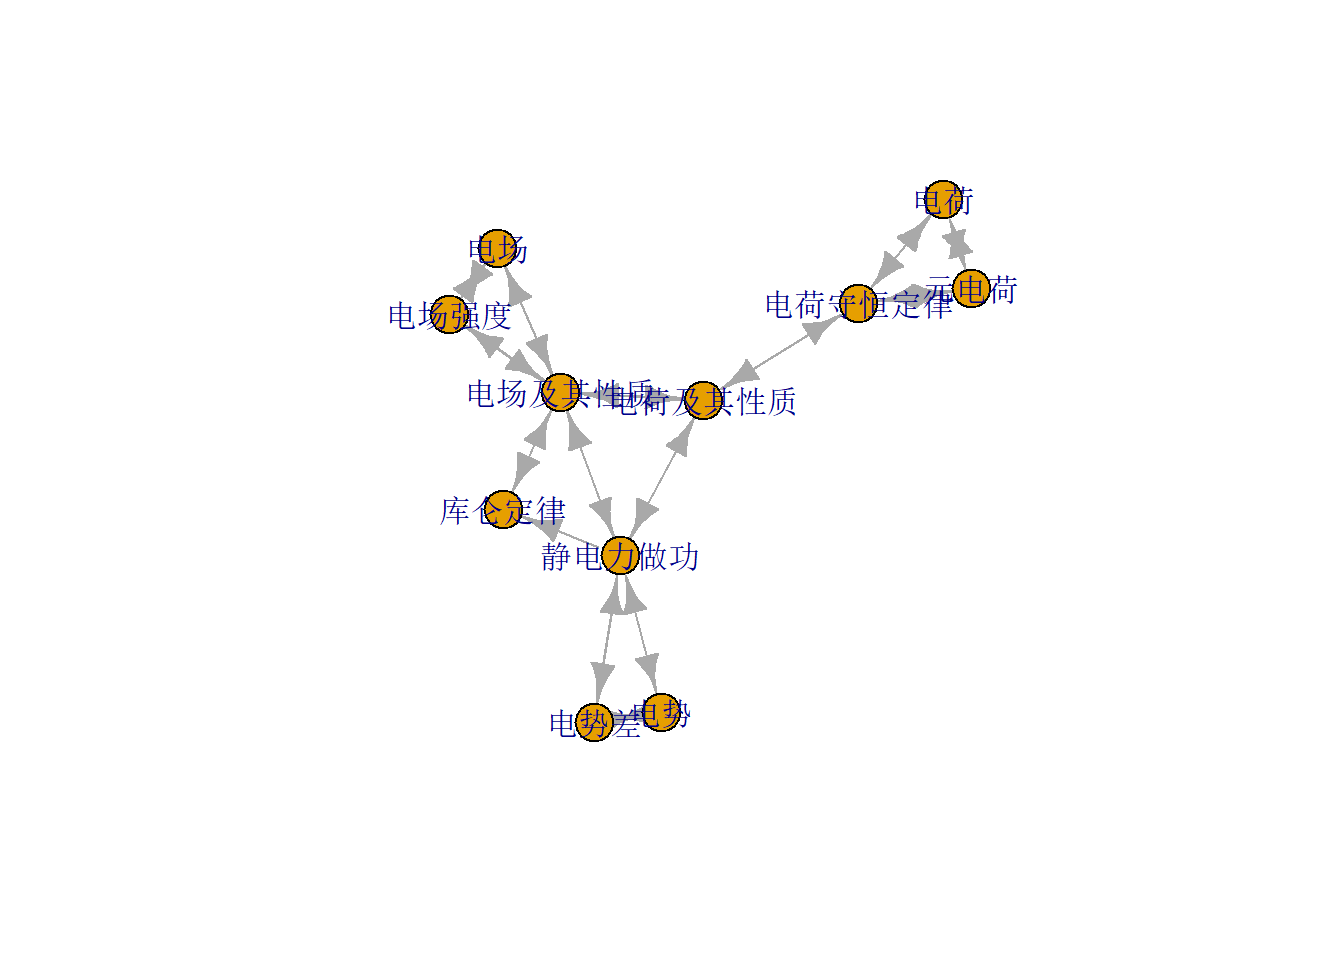 电荷
电场
元电荷
电荷守恒定律
电场强度
电场及其性质
电荷及其性质
库仑定律
静电力做功
电势
电势差